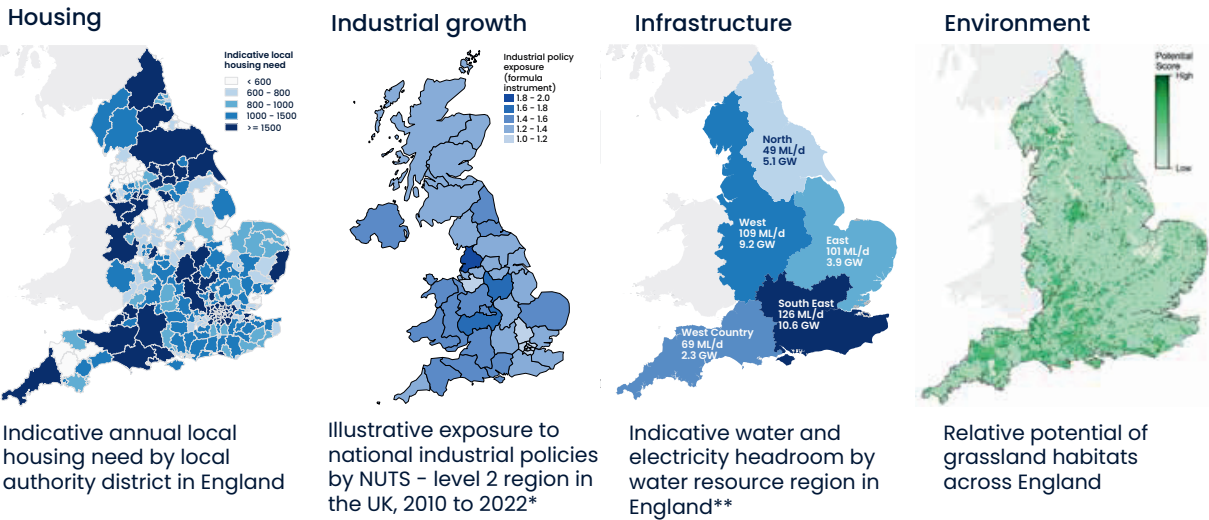 Housing
Indicative local
housing need
< 600
600 - 800
800 - 1000
1000 - 1500
>= 1500
Indicative annual local
housing need by local
authority district in England
Industrial growth
Industrial policy
exposure
(formula
instrument)
1.8 - 2.0
1.6 - 1.8
1.4 - 1.6
1.2 - 1.4
1.0 - 1.2
Illustrative exposure to
national industrial policies
by NUTS - level 2 region in
the UK, 2010 to 2022*
Infrastructure
North
49 ML/d
5.1 GW
West
109 ML/d
9.2 GW
East
101 ML/d
3.9 GW
South East
126 ML/d
10.6 GW
West Country
69 ML/d
2.3 GW
Indicative water and
electricity headroom by
water resource region in
England**
Environment
Potential
Score
High
Low
Relative potential of
grassland habitats
across England